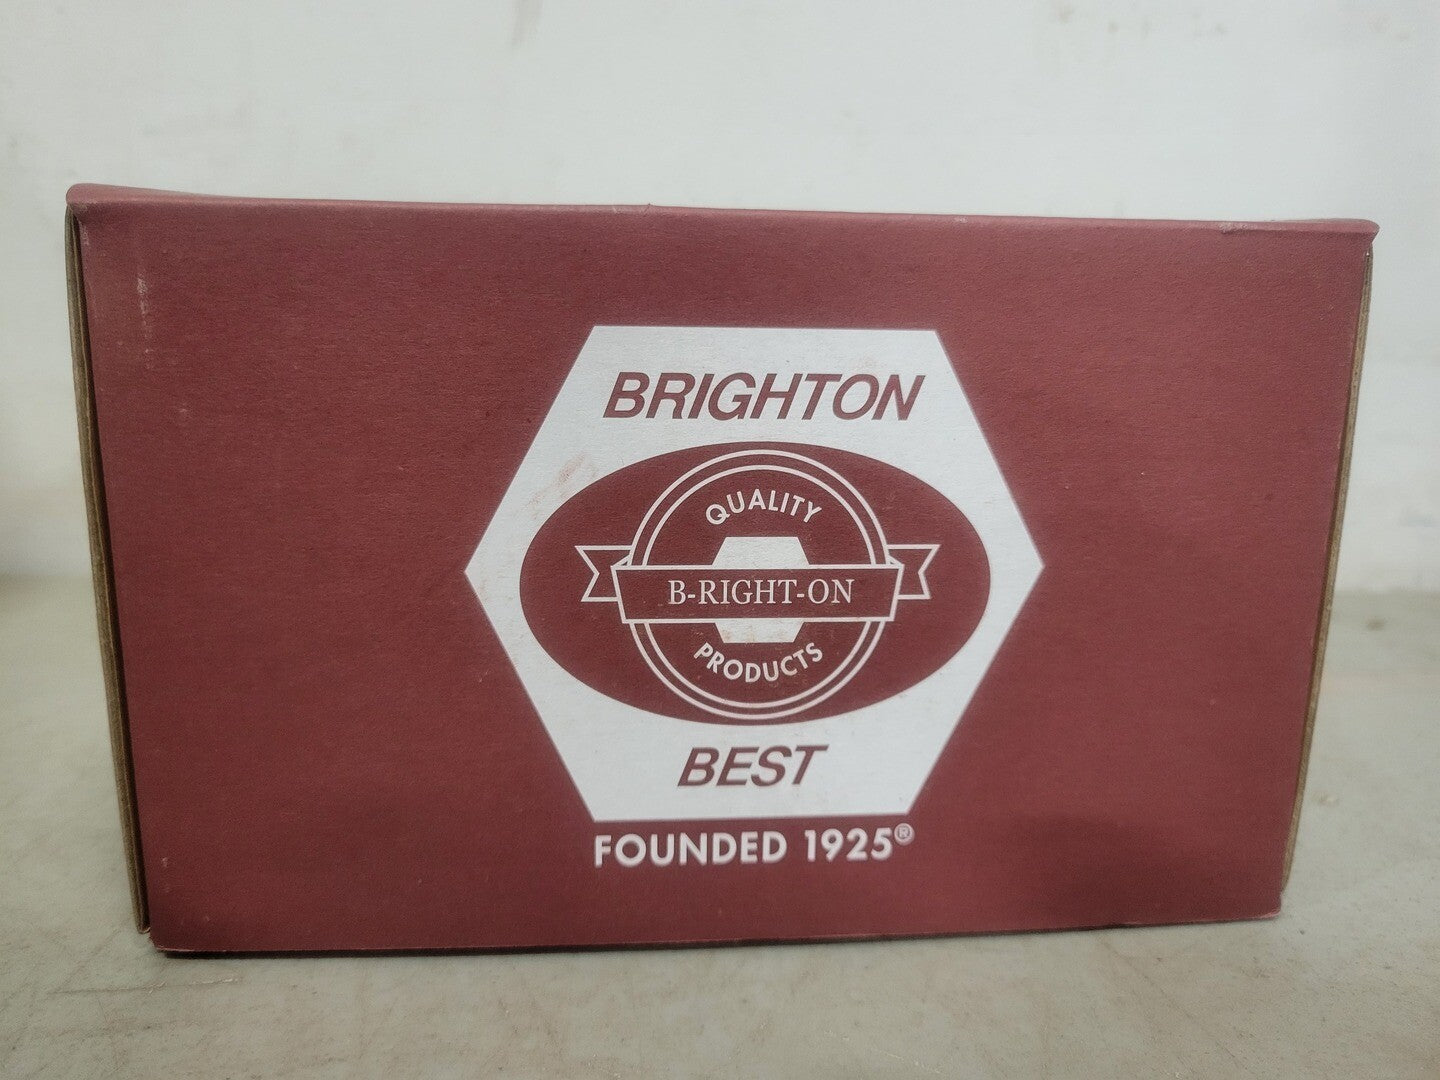 BRIGHTON
QUALITY
B-RIGHT-ON
PRODUCTS
BEST
FOUNDED 1925®